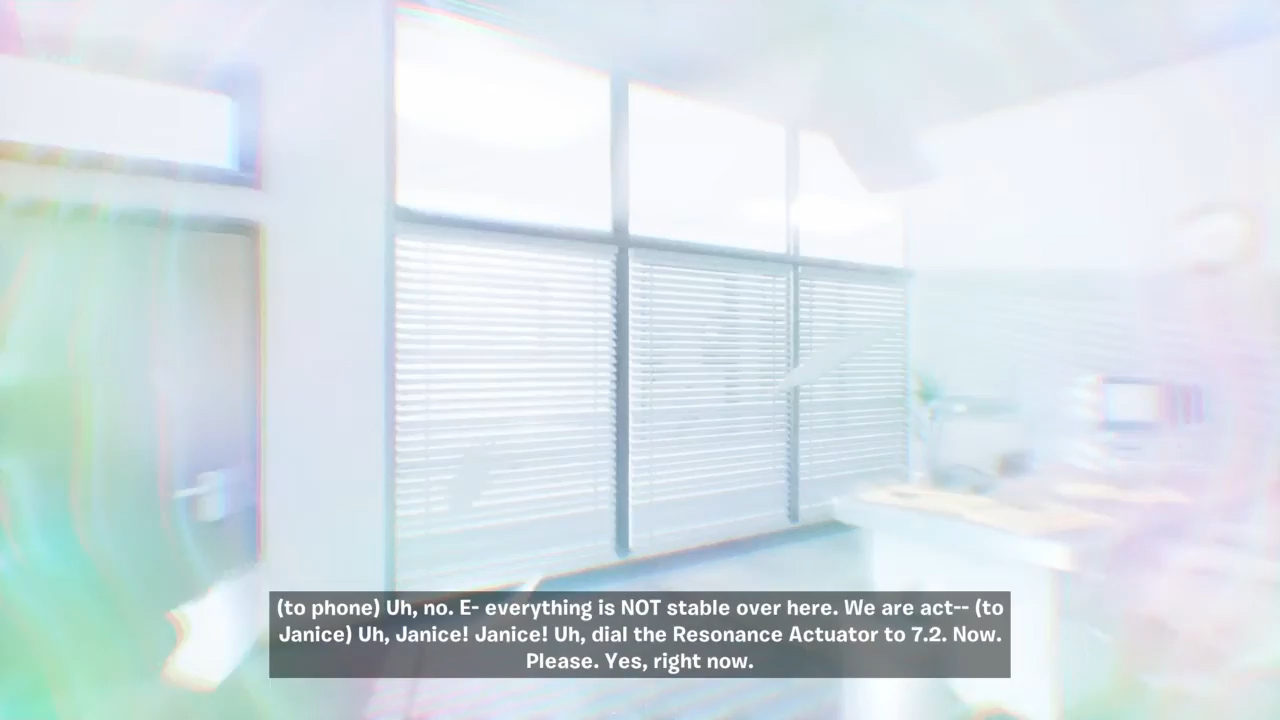 (to phone) Uh, no. E- everything is NOT stable over here. We are act-- (to
Janice) Uh, Janice! Janice! Uh, dial the Resonance Actuator to 7.2. Now.
Please. Yes, right now.